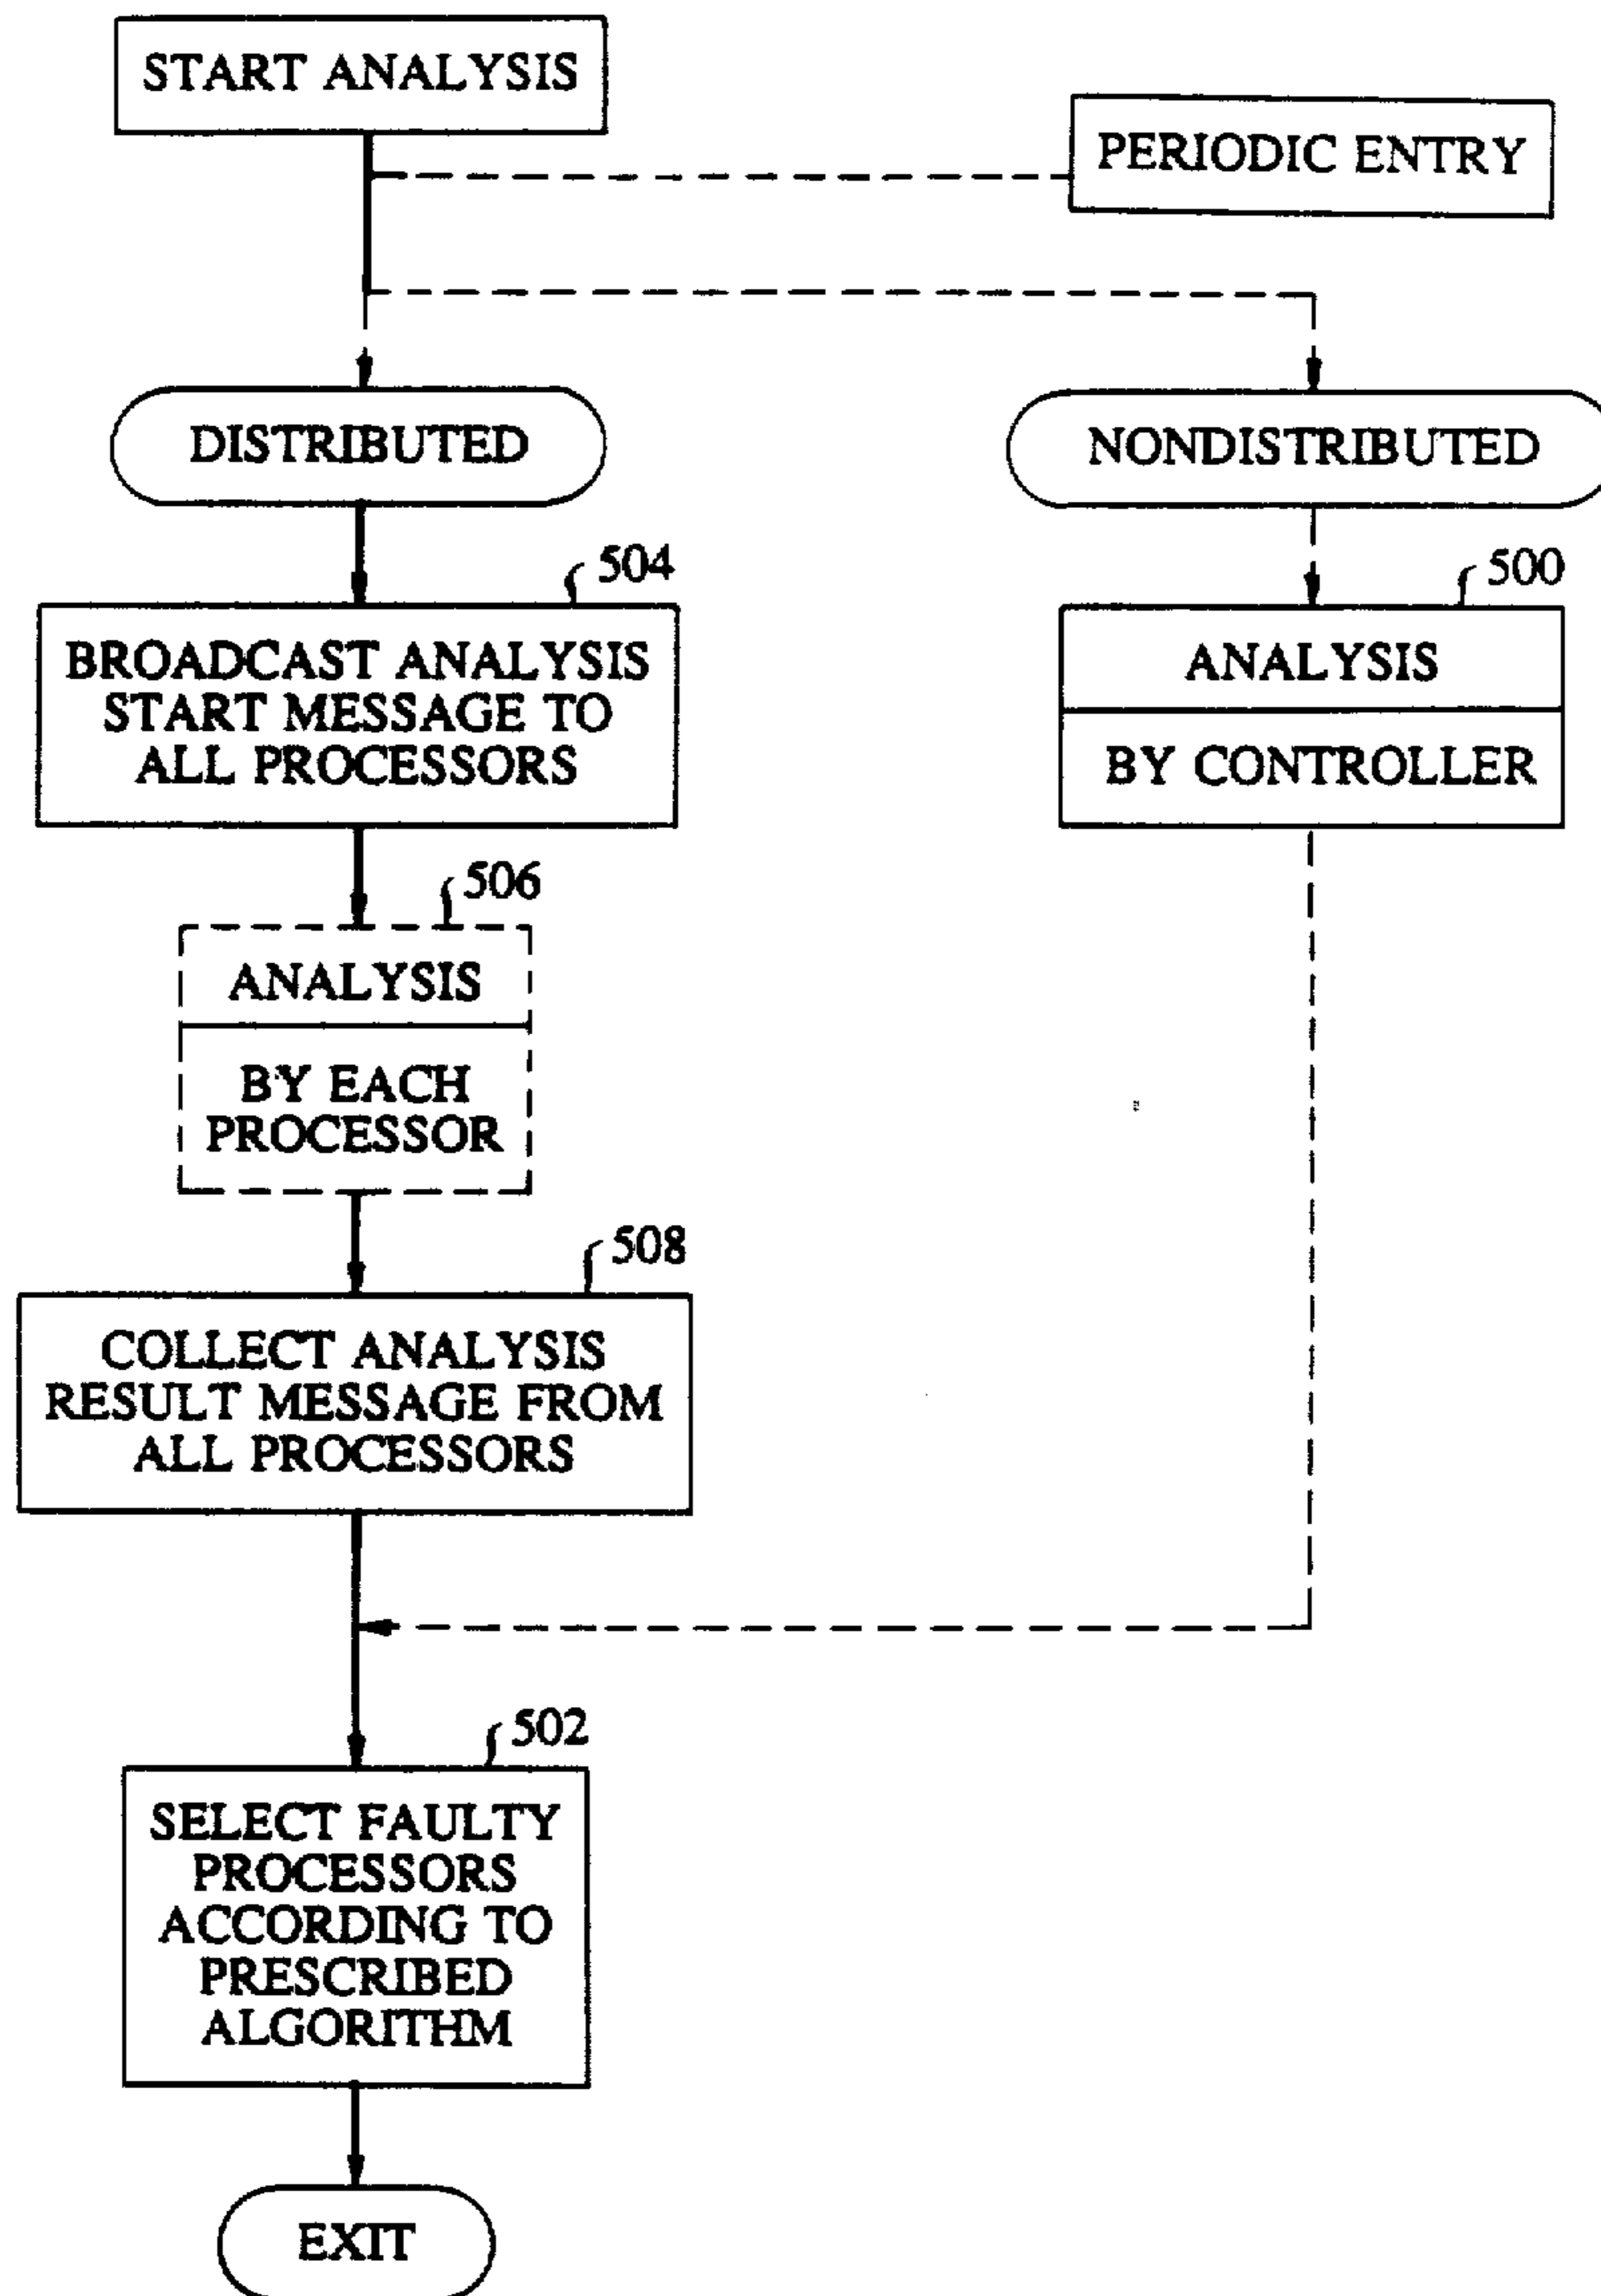 START ANALYSIS
PERIODIC ENTRY
DISTRIBUTED
NONDISTRIBUTED
504
BROADCAST ANALYSIS
START MESSAGE TO
ALL PROCESSORS
500
ANALYSIS
BY CONTROLLER
506
ANALYSIS
BY EACH
PROCESSOR
508
COLLECT ANALYSIS
RESULT MESSAGE FROM
ALL PROCESSORS
502
SELECT FAULTY
PROCESSORS
ACCORDING TO
PRESCRIBED
ALGORITHM
EXIT